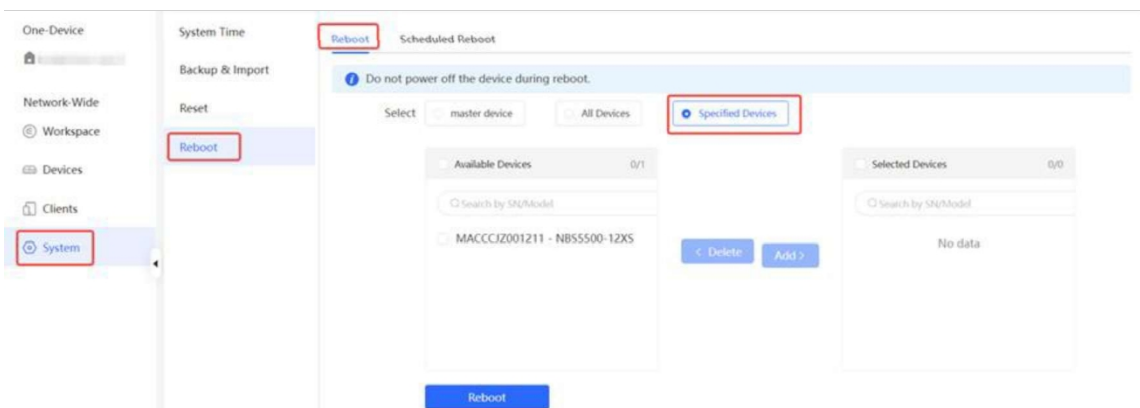 One-Device
Network-Wide
Workspace
Devices
Clients
System
System Time
Backup & Import
Reset
Reboot
Reboot
Scheduled Reboot
Do not power off the device during reboot.
Select
master device
All Devices
Specified Devices
Available Devices
0/1
Search by SN/Model
MACCCJZ001211 - NBS5500-12XS
< Delete
Add >
Selected Devices
0/0
Search by SN/Model
No data
Reboot